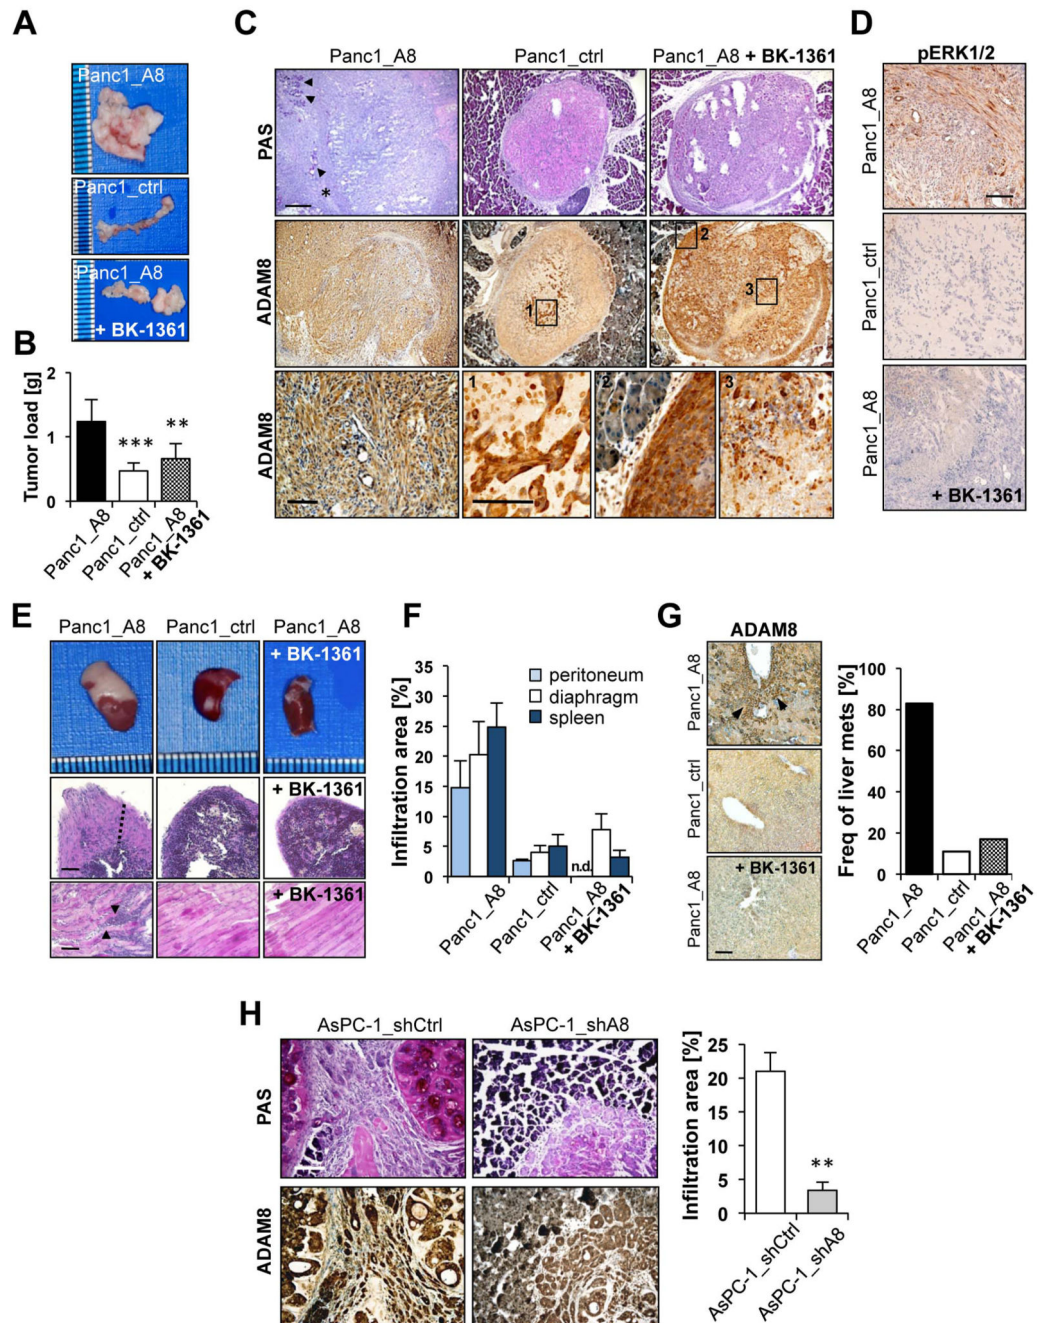 A
Panc1_A8
Panc1_ctrl
Panc1_A8
+ BK-1361
B
Tumor load [g]
2
1
0
***
**
Panc1_A8
Panc1_ctrl
Panc1_A8
+ BK-1361
C
Panc1_A8
Panc1_ctrl
Panc1_A8 + BK-1361
PAS
*
ADAM8
1
2
3
ADAM8
1
2
3
D
pERK1/2
Panc1_A8
Panc1_ctrl
Panc1_A8
+ BK-1361
E
Panc1_A8
Panc1_ctrl
Panc1_A8
+ BK-1361
+ BK-1361
+ BK-1361
F
Infiltration area [%]
35
30
25
20
15
10
5
0
peritoneum
diaphragm
spleen
n.d.
Panc1_A8
Panc1_ctrl
Panc1_A8
+ BK-1361
G
ADAM8
Panc1_A8
Panc1_ctrl
Panc1_A8
+ BK-1361
Freq of liver mets [%]
100
80
60
40
20
0
Panc1_A8
Panc1_ctrl
Panc1_A8
+ BK-1361
H
AsPC-1_shCtrl
AsPC-1_shA8
PAS
ADAM8
Infiltration area [%]
25
20
15
10
5
0
**
AsPC-1_shCtrl
AsPC-1_shA8